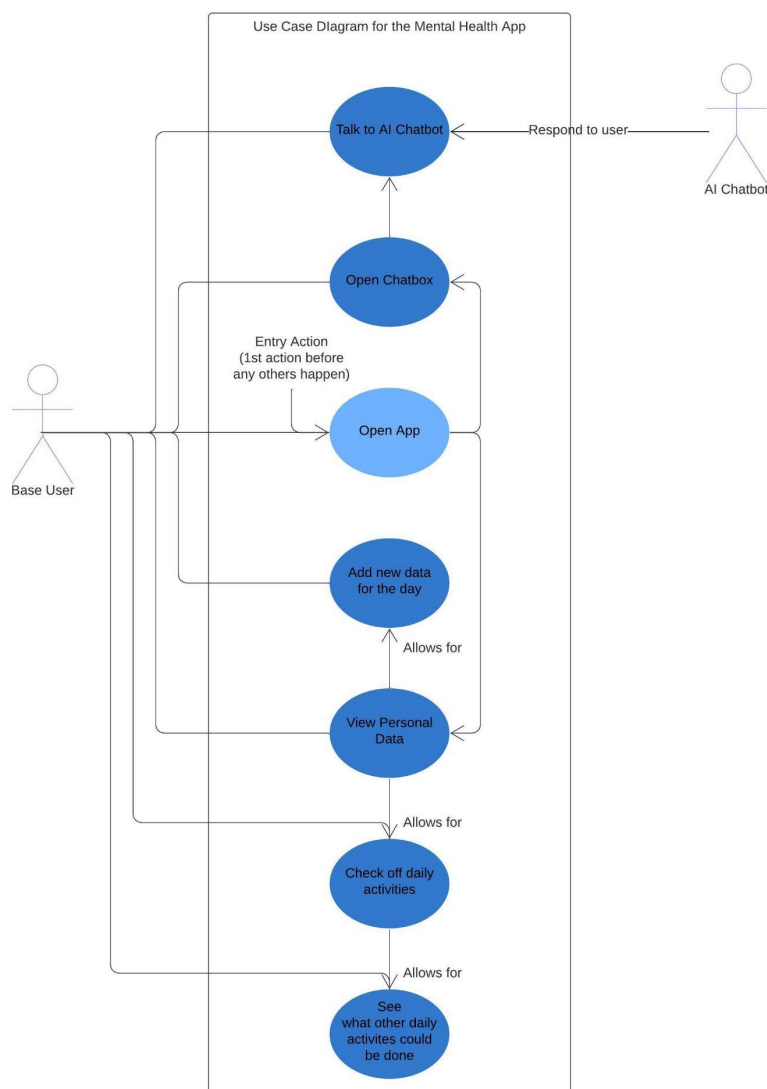 Use Case DIagram for the Mental Health App
Talk to AI Chatbot
Respond to user
AI Chatbot
Open Chatbox
Entry Action
(1st action before
any others happen)
Open App
Base User
Add new data
for the day
Allows for
View Personal
Data
Allows for
Check off daily
activities
Allows for
See
what other daily
activites could
be done